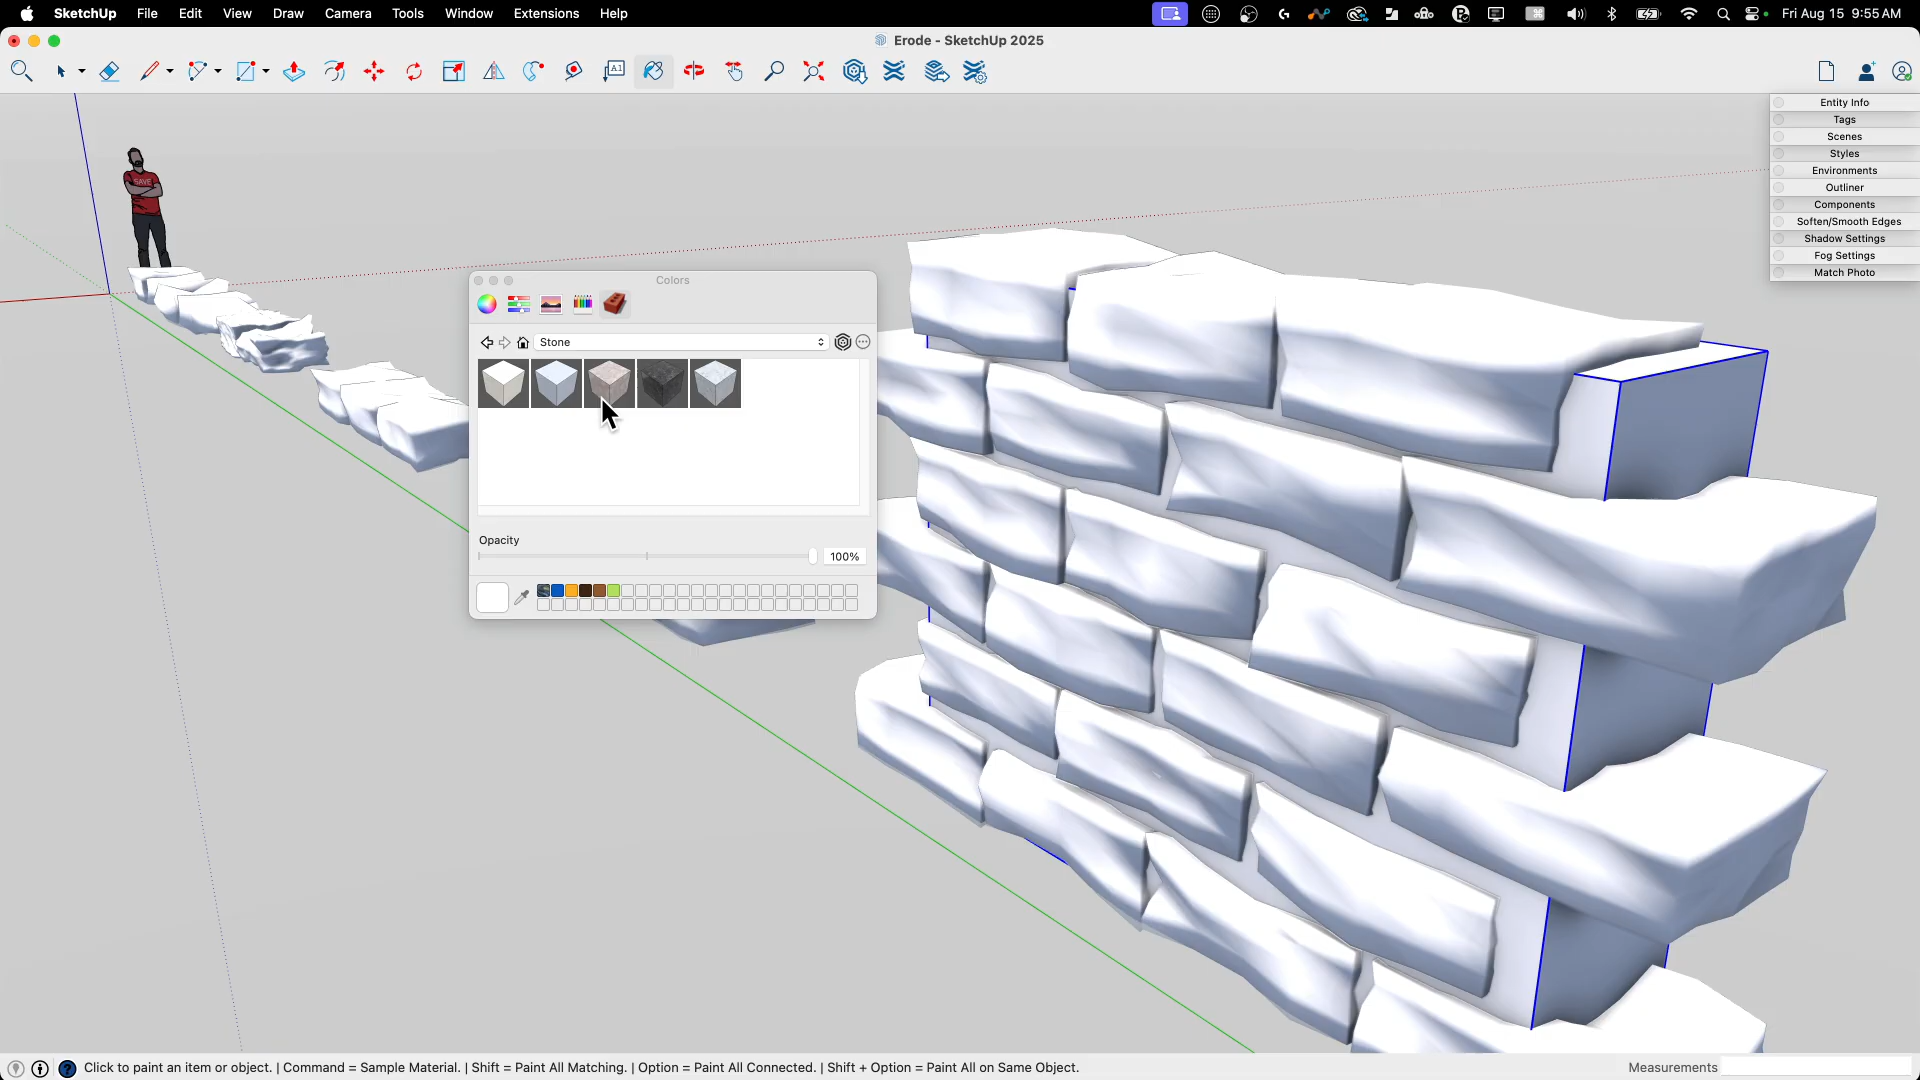 SketchUp File Edit View Draw Camera Tools Window Extensions Help
Fri Aug 15 9:55 AM
Erode - SketchUp 2025
A1
Entity Info
Tags
Scenes
Styles
Environments
Outliner
Components
Soften/Smooth Edges
Shadow Settings
Fog Settings
Match Photo
SAVE
Colors
Stone
Opacity
100%
Click to paint an item or object. | Command = Sample Material. | Shift = Paint All Matching. | Option = Paint All Connected. | Shift + Option = Paint All on Same Object.
Measurements